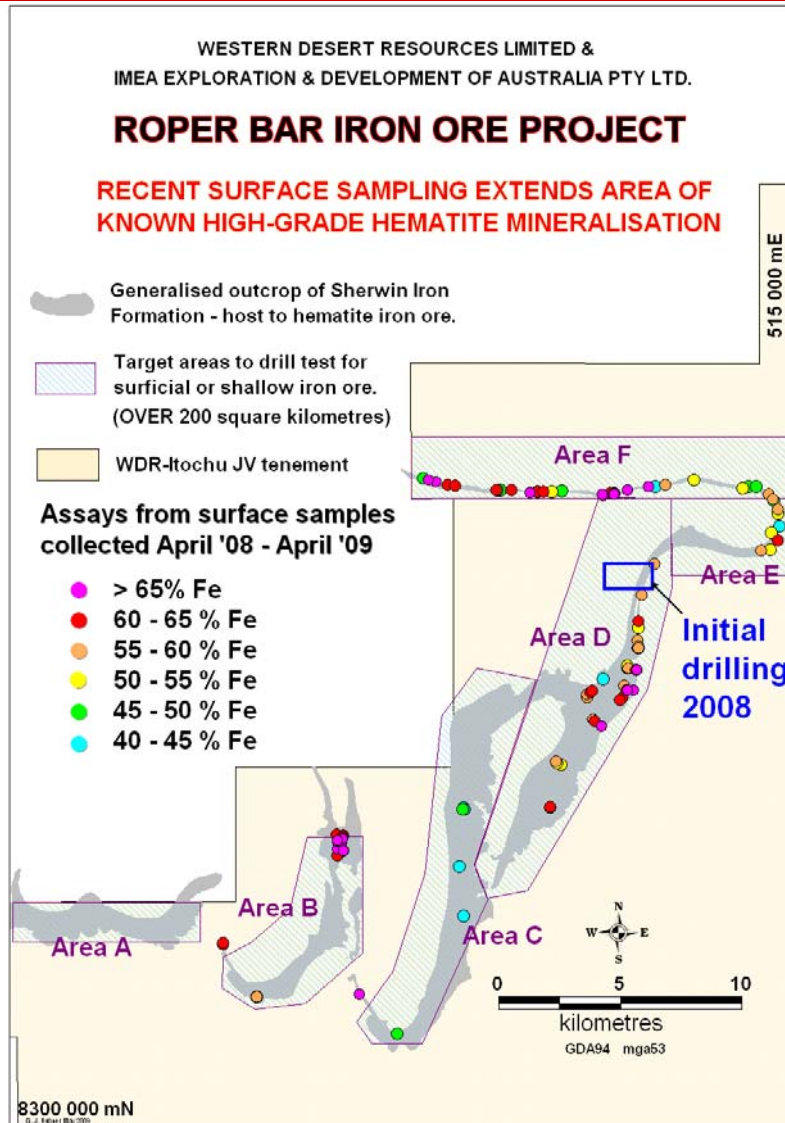 WESTERN DESERT RESOURCES LIMITED &
IMEA EXPLORATION & DEVELOPMENT OF AUSTRALIA PTY LTD.
ROPER BAR IRON ORE PROJECT
RECENT SURFACE SAMPLING EXTENDS AREA OF
KNOWN HIGH-GRADE HEMATITE MINERALISATION
515 000 mE
Generalised outcrop of Sherwin Iron
Formation - host to hematite iron ore.
Target areas to drill test for
surficial or shallow iron ore.
(OVER 200 square kilometres)
WDR-Itochu JV tenement
Assays from surface samples
collected April '08 - April '09
> 65% Fe
60 - 65 % Fe
55 - 60 % Fe
50 - 55 % Fe
45 - 50 % Fe
40 - 45 % Fe
Area F
Area E
Area D
Initial
drilling
2008
Area B
Area A
Area C
N
W E
S
0 5 10
kilometres
GDA94 mga53
8300 000 mN